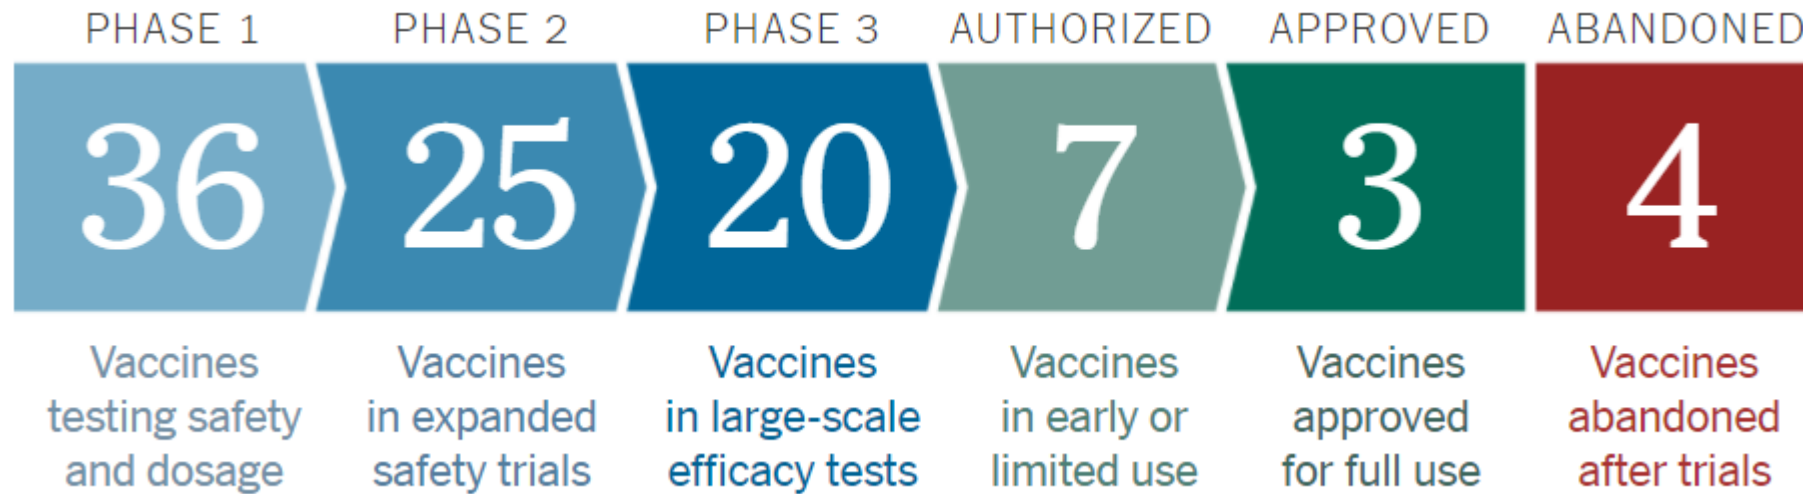 PHASE 1 PHASE 2 PHASE 3 AUTHORIZED APPROVED ABANDONED
36 25 20 7 3 4
Vaccines
testing safety
and dosage
Vaccines
in expanded
safety trials
Vaccines
in large-scale
efficacy tests
Vaccines
in early or
limited use
Vaccines
approved
for full use
Vaccines
abandoned
after trials